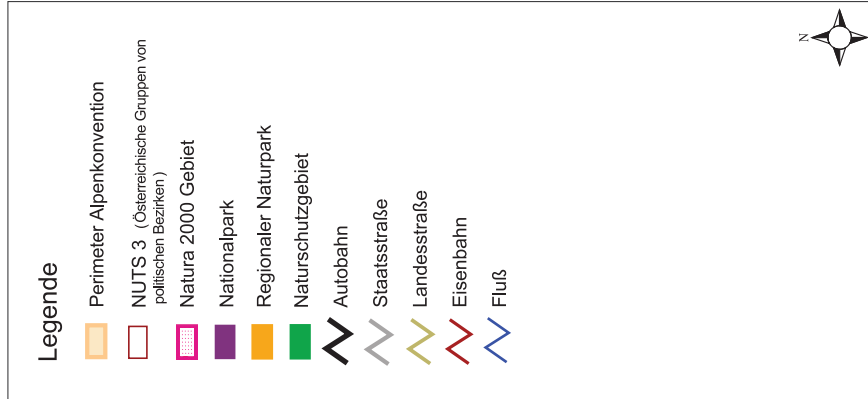 Legende
Perimeter Alpenkonvention
NUTS 3 (Österreichische Gruppen von
politischen Bezirken)
Natura 2000 Gebiet
Nationalpark
Regionaler Naturpark
Naturschutzgebiet
Autobahn
Staatsstraße
Landesstraße
Eisenbahn
Fluß
N